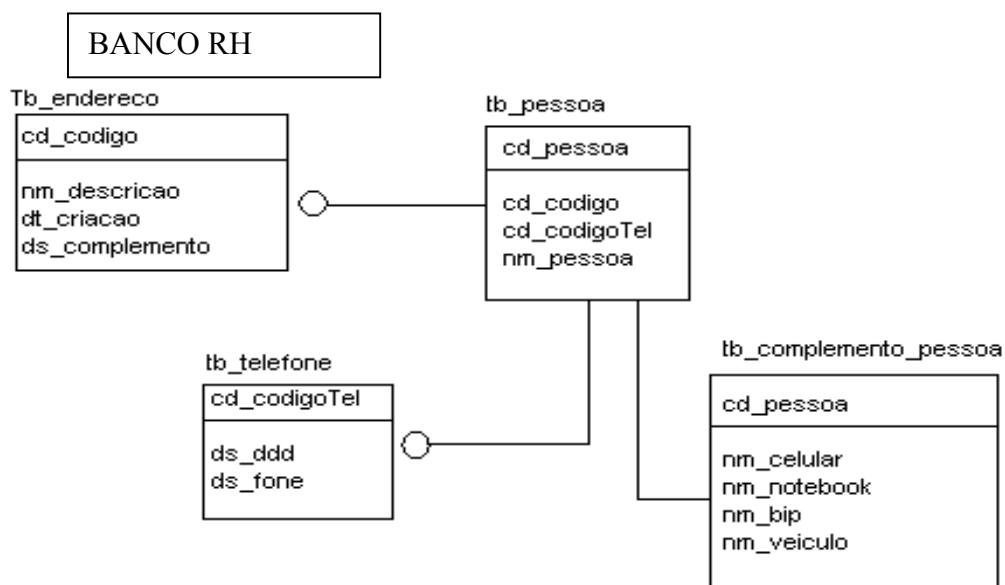 BANCO RH
Tb_endereco
cd_codigo
nm_descricao
dt_criacao
ds_complemento
tb_pessoa
cd_pessoa
cd_codigo
cd_codigoTel
nm_pessoa
tb_telefone
cd_codigoTel
ds_ddd
ds_fone
tb_complemento_pessoa
cd_pessoa
nm_celular
nm_notebook
nm_bip
nm_veiculo